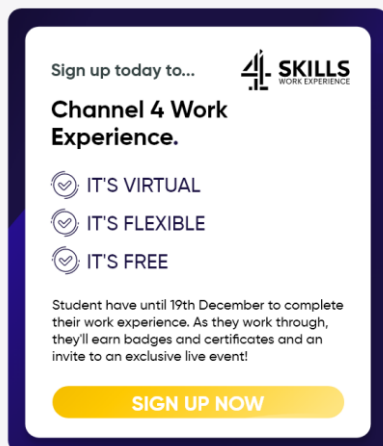 Sign up today to...
4 SKILLS
WORK EXPERIENCE
Channel 4 Work
Experience.
IT'S VIRTUAL
IT'S FLEXIBLE
IT'S FREE
Student have until 19th December to complete
their work experience. As they work through,
they'll earn badges and certificates and an
invite to an exclusive live event!
SIGN UP NOW